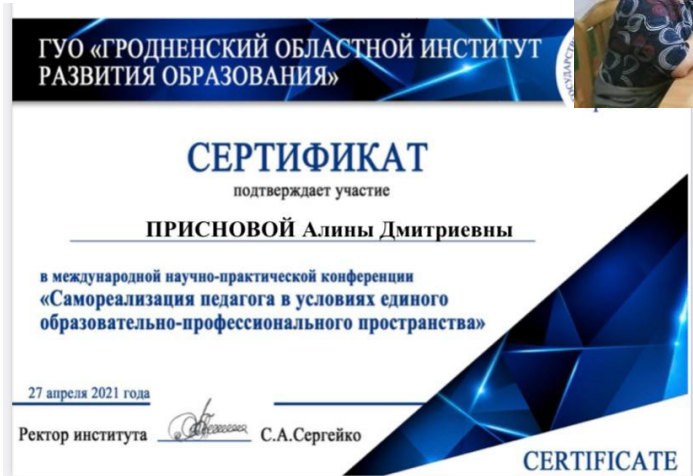 ГУО «ГРОДНЕНСКИЙ ОБЛАСТНОЙ ИНСТИТУТ
РАЗВИТИЯ ОБРАЗОВАНИЯ»
СЕРТИФИКАТ
подтверждает участие
ПРИСНОВОЙ Алины Дмитриевны
в международной научно-практической конференции
«Самореализация педагога в условиях единого
образовательно-профессионального пространства»
27 апреля 2021 года
Ректор института С.А.Сергейко
CERTIFICATE